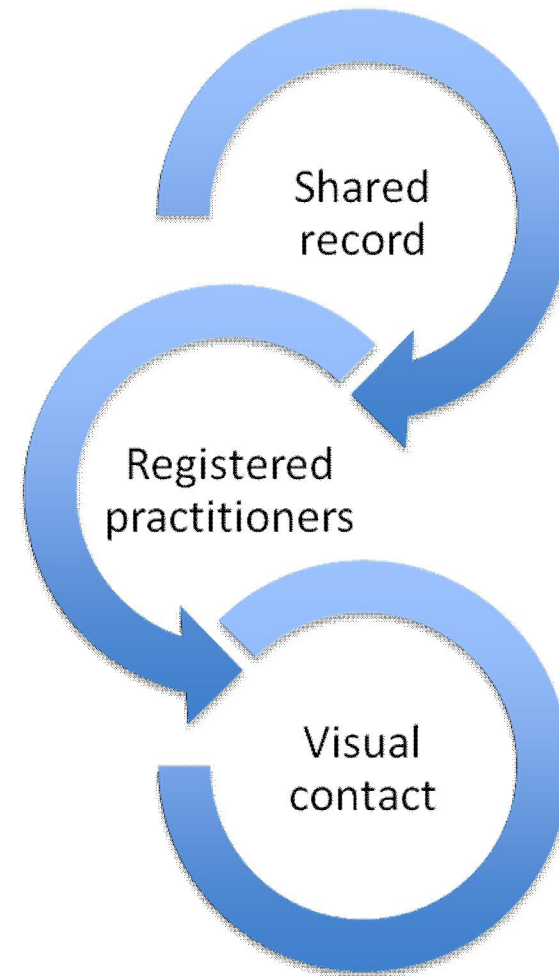 Shared
record
Registered
practitioners
Visual
contact